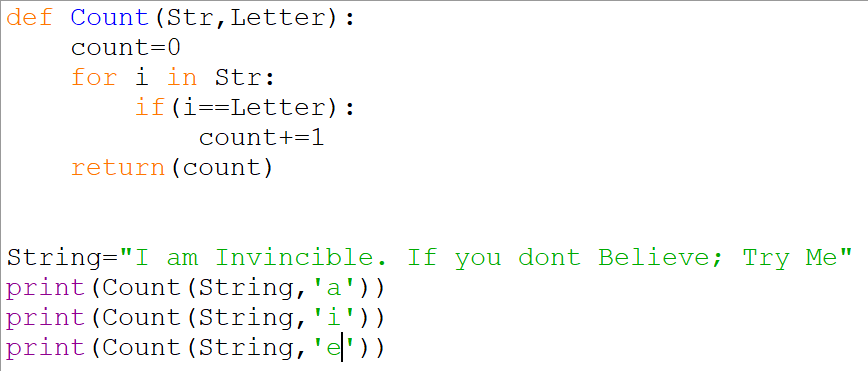 def Count(Str,Letter):
    count=0
    for i in Str:
        if(i==Letter):
            count+=1
    return(count)
String="I am Invincible. If you dont Believe; Try Me"
print(Count(String,'a'))
print(Count(String,'i'))
print(Count(String,'e'))